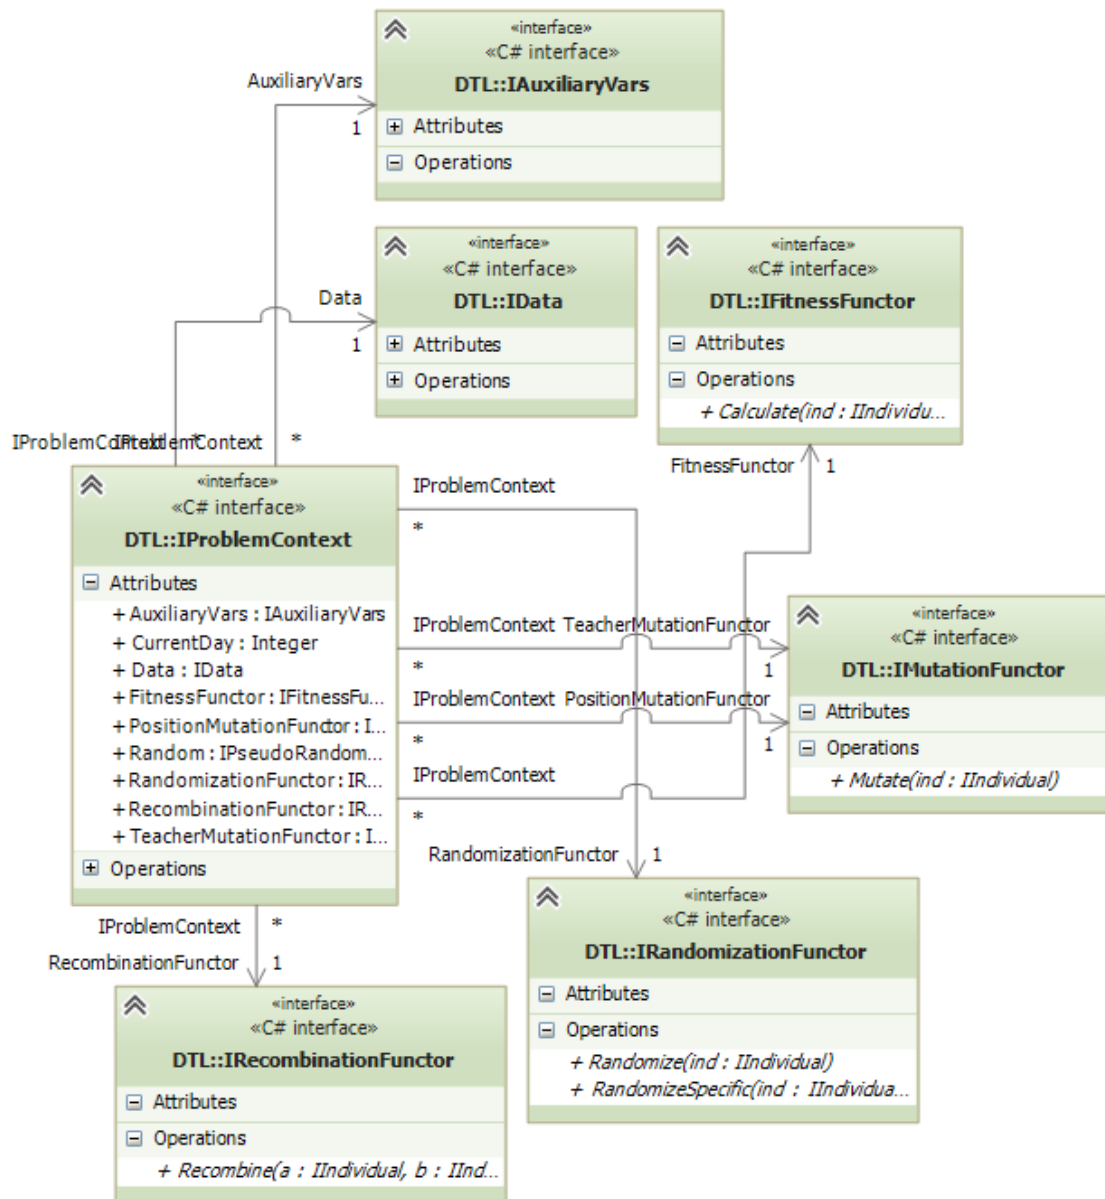 «interface»
«C# interface»
DTL::IAuxiliaryVars
Attributes
Operations
AuxiliaryVars
1
«interface»
«C# interface»
DTL::IData
Attributes
Operations
Data
1
«interface»
«C# interface»
DTL::IFitnessFunctor
Attributes
Operations
+ Calculate(ind : IIndividu...
FitnessFunctor
1
IProblemContext
*
IProblemContext
*
«interface»
«C# interface»
DTL::IProblemContext
Attributes
+ AuxiliaryVars : IAuxiliaryVars
+ CurrentDay : Integer
+ Data : IData
+ FitnessFunctor : IFitnessFu...
+ PositionMutationFunctor : I...
+ Random : IPseudoRandom...
+ RandomizationFunctor : IR...
+ RecombinationFunctor : IR...
+ TeacherMutationFunctor : I...
Operations
IProblemContext
*
IProblemContext
*
TeacherMutationFunctor
1
IProblemContext
*
PositionMutationFunctor
1
IProblemContext
*
«interface»
«C# interface»
DTL::IMutationFunctor
Attributes
Operations
+ Mutate(ind : IIndividual)
RandomizationFunctor
1
«interface»
«C# interface»
DTL::IRandomizationFunctor
Attributes
Operations
+ Randomize(ind : IIndividual)
+ RandomizeSpecific(ind : IIndividua...
IProblemContext
*
RecombinationFunctor
1
«interface»
«C# interface»
DTL::IRecombinationFunctor
Attributes
Operations
+ Recombine(a : IIndividual, b : IInd...